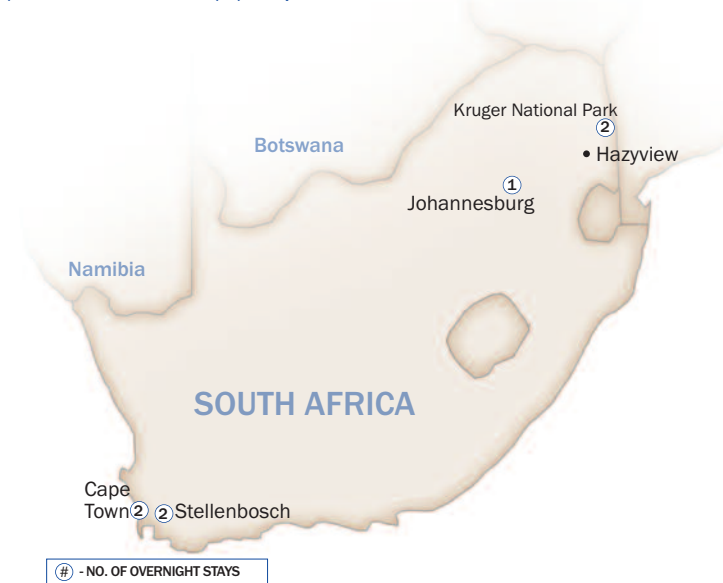 Kruger National Park
2
• Hazyview
Botswana
1
Johannesburg
Namibia
SOUTH AFRICA
Cape
Town 2 2 Stellenbosch
# - NO. OF OVERNIGHT STAYS